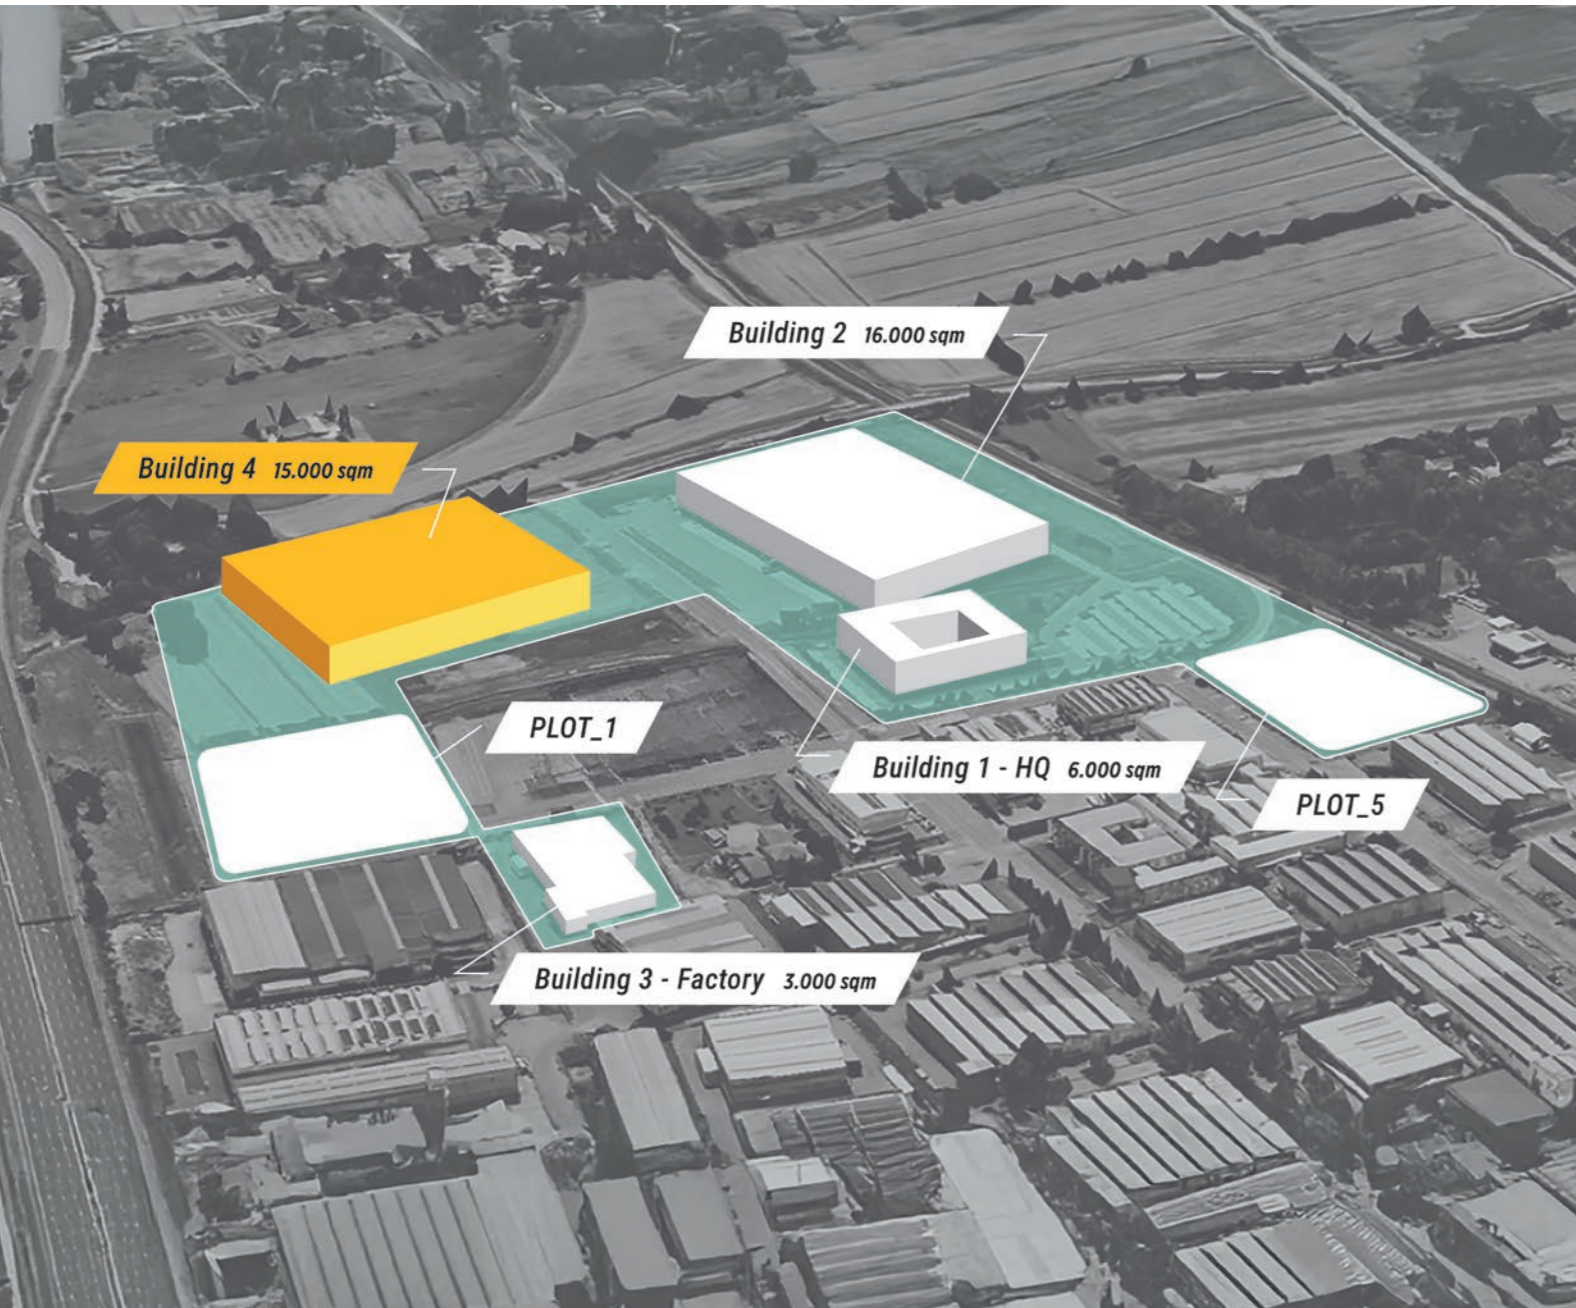 Building 2 16.000 sqm
Building 4 15.000 sqm
PLOT_1
Building 1 - HQ 6.000 sqm
PLOT_5
Building 3 - Factory 3.000 sqm